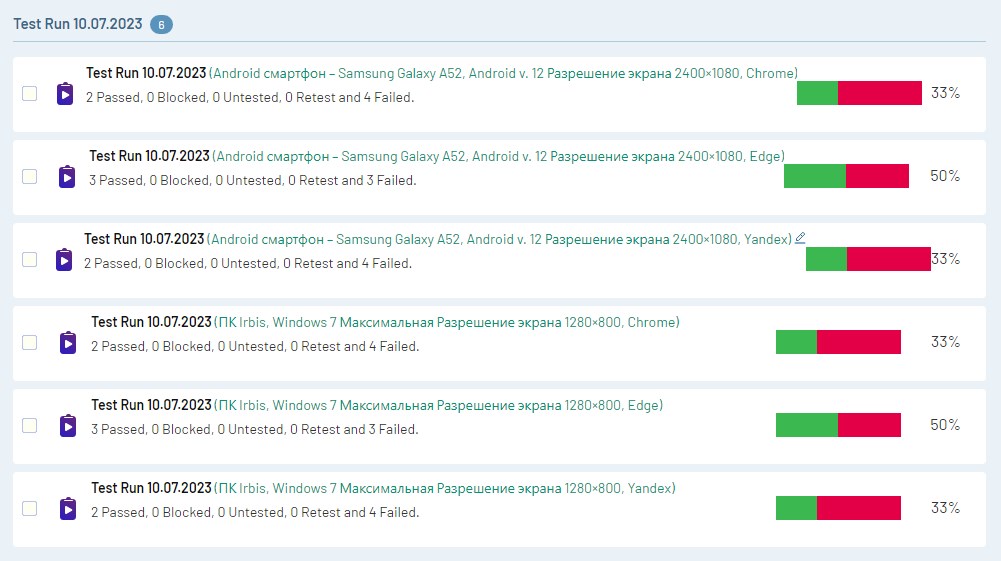 Test Run 10.07.2023 6
Test Run 10.07.2023 (Android смартфон – Samsung Galaxy A52, Android v. 12 Разрешение экрана 2400×1080, Chrome)
2 Passed, 0 Blocked, 0 Untested, 0 Retest and 4 Failed.
33%
Test Run 10.07.2023 (Android смартфон – Samsung Galaxy A52, Android v. 12 Разрешение экрана 2400×1080, Edge)
3 Passed, 0 Blocked, 0 Untested, 0 Retest and 3 Failed.
50%
Test Run 10.07.2023 (Android смартфон – Samsung Galaxy A52, Android v. 12 Разрешение экрана 2400×1080, Yandex)
2 Passed, 0 Blocked, 0 Untested, 0 Retest and 4 Failed.
33%
Test Run 10.07.2023 (ПК Irbis, Windows 7 Максимальная Разрешение экрана 1280×800, Chrome)
2 Passed, 0 Blocked, 0 Untested, 0 Retest and 4 Failed.
33%
Test Run 10.07.2023 (ПК Irbis, Windows 7 Максимальная Разрешение экрана 1280×800, Edge)
3 Passed, 0 Blocked, 0 Untested, 0 Retest and 3 Failed.
50%
Test Run 10.07.2023 (ПК Irbis, Windows 7 Максимальная Разрешение экрана 1280×800, Yandex)
2 Passed, 0 Blocked, 0 Untested, 0 Retest and 4 Failed.
33%